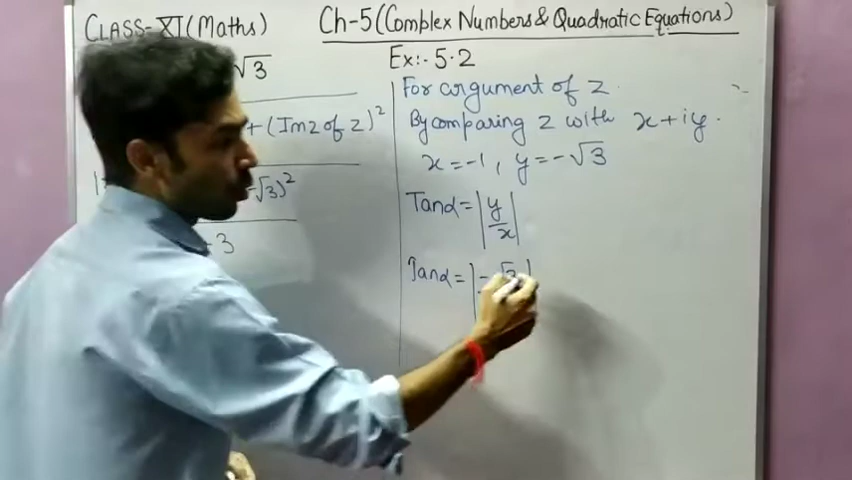 CLASS-XI (Maths)
Ch-5 (Complex Numbers & Quadratic Equations)
Ex:- 5.2
√3
+ (Imz of z)²
-√3)²
3
For argument of z.
By comparing z with x+iy.
x = -1, y = -√3
Tanα = |y/x|
Tanα = |-√3|